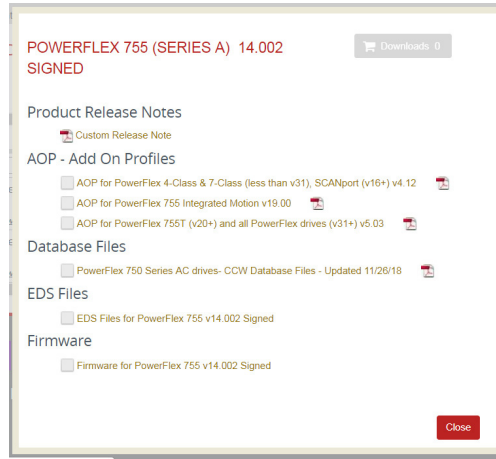 POWERFLEX 755 (SERIES A) 14.002
SIGNED
Downloads 0
Product Release Notes
Custom Release Note
AOP - Add On Profiles
AOP for PowerFlex 4-Class & 7-Class (less than v31), SCANport (v16+) v4.12
AOP for PowerFlex 755 Integrated Motion v19.00
AOP for PowerFlex 755T (v20+) and all PowerFlex drives (v31+) v5.03
Database Files
PowerFlex 750 Series AC drives- CCW Database Files - Updated 11/26/18
EDS Files
EDS Files for PowerFlex 755 v14.002 Signed
Firmware
Firmware for PowerFlex 755 v14.002 Signed
Close